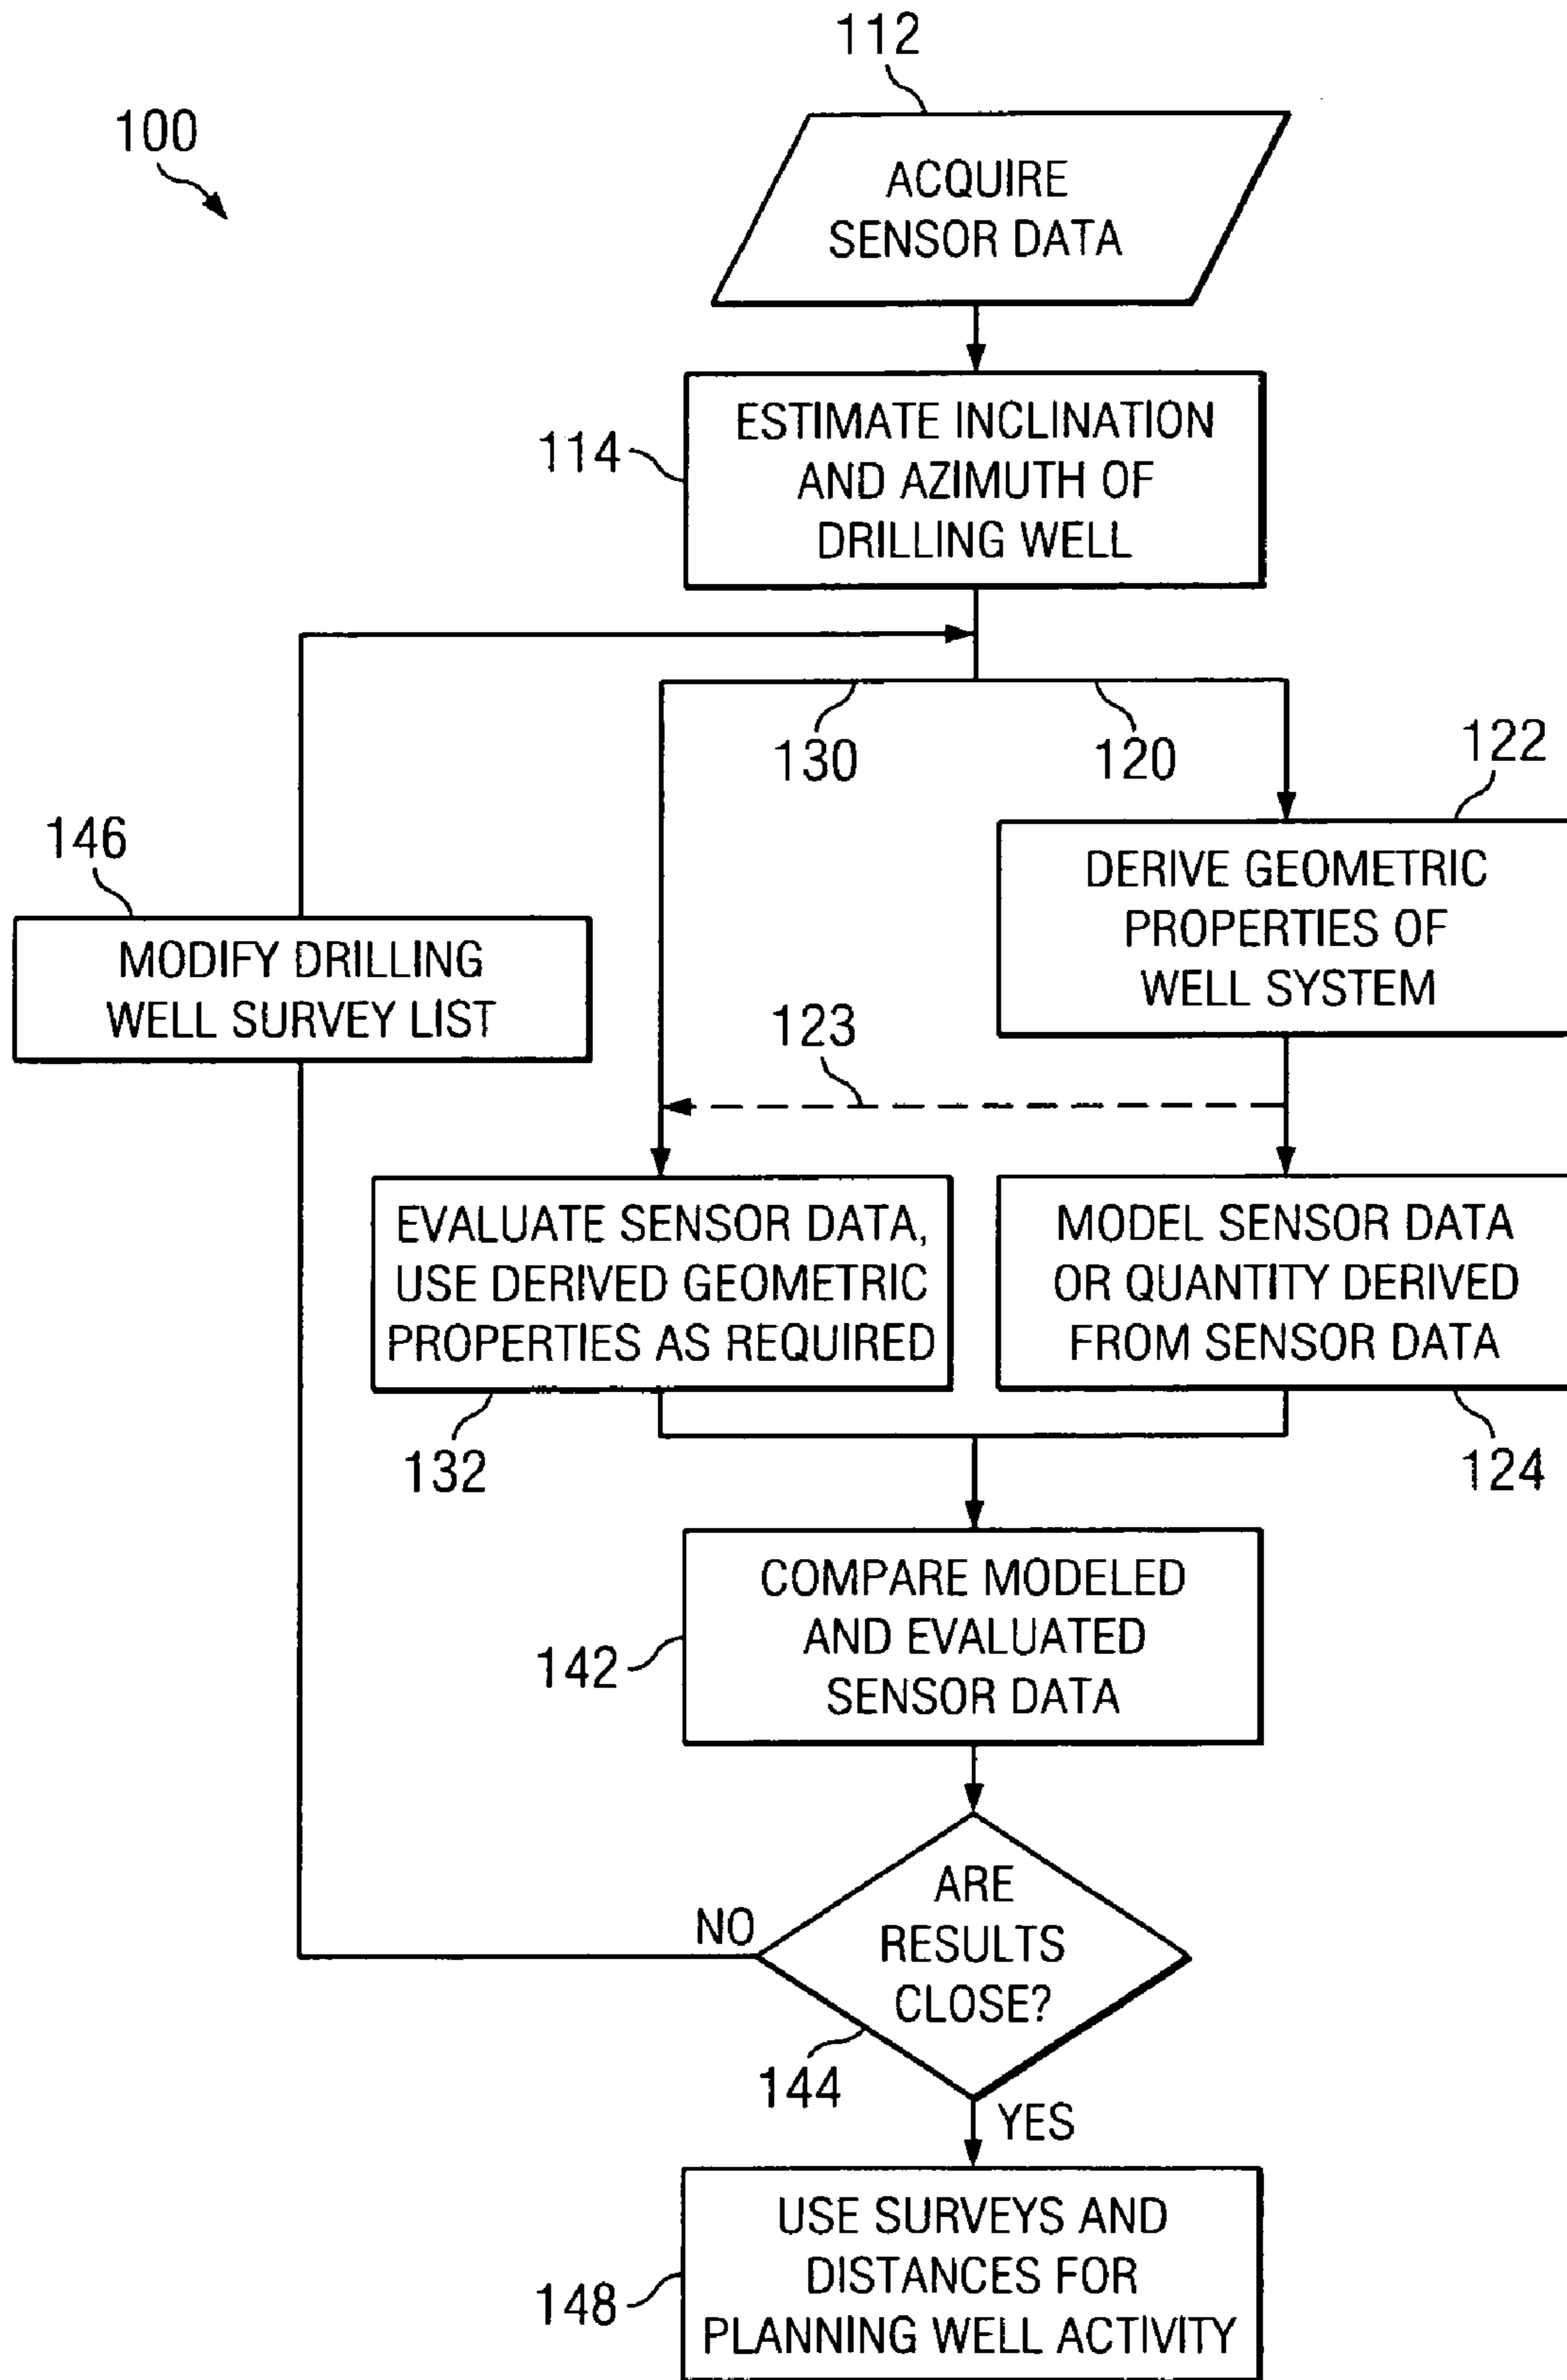 112
100
ACQUIRE
SENSOR DATA
114
ESTIMATE INCLINATION
AND AZIMUTH OF
DRILLING WELL
130
120
122
DERIVE GEOMETRIC
PROPERTIES OF
WELL SYSTEM
146
MODIFY DRILLING
WELL SURVEY LIST
123
EVALUATE SENSOR DATA,
USE DERIVED GEOMETRIC
PROPERTIES AS REQUIRED
132
MODEL SENSOR DATA
OR QUANTITY DERIVED
FROM SENSOR DATA
124
COMPARE MODELED
AND EVALUATED
SENSOR DATA
142
ARE
RESULTS
CLOSE?
NO
144
YES
USE SURVEYS AND
DISTANCES FOR
PLANNING WELL ACTIVITY
148